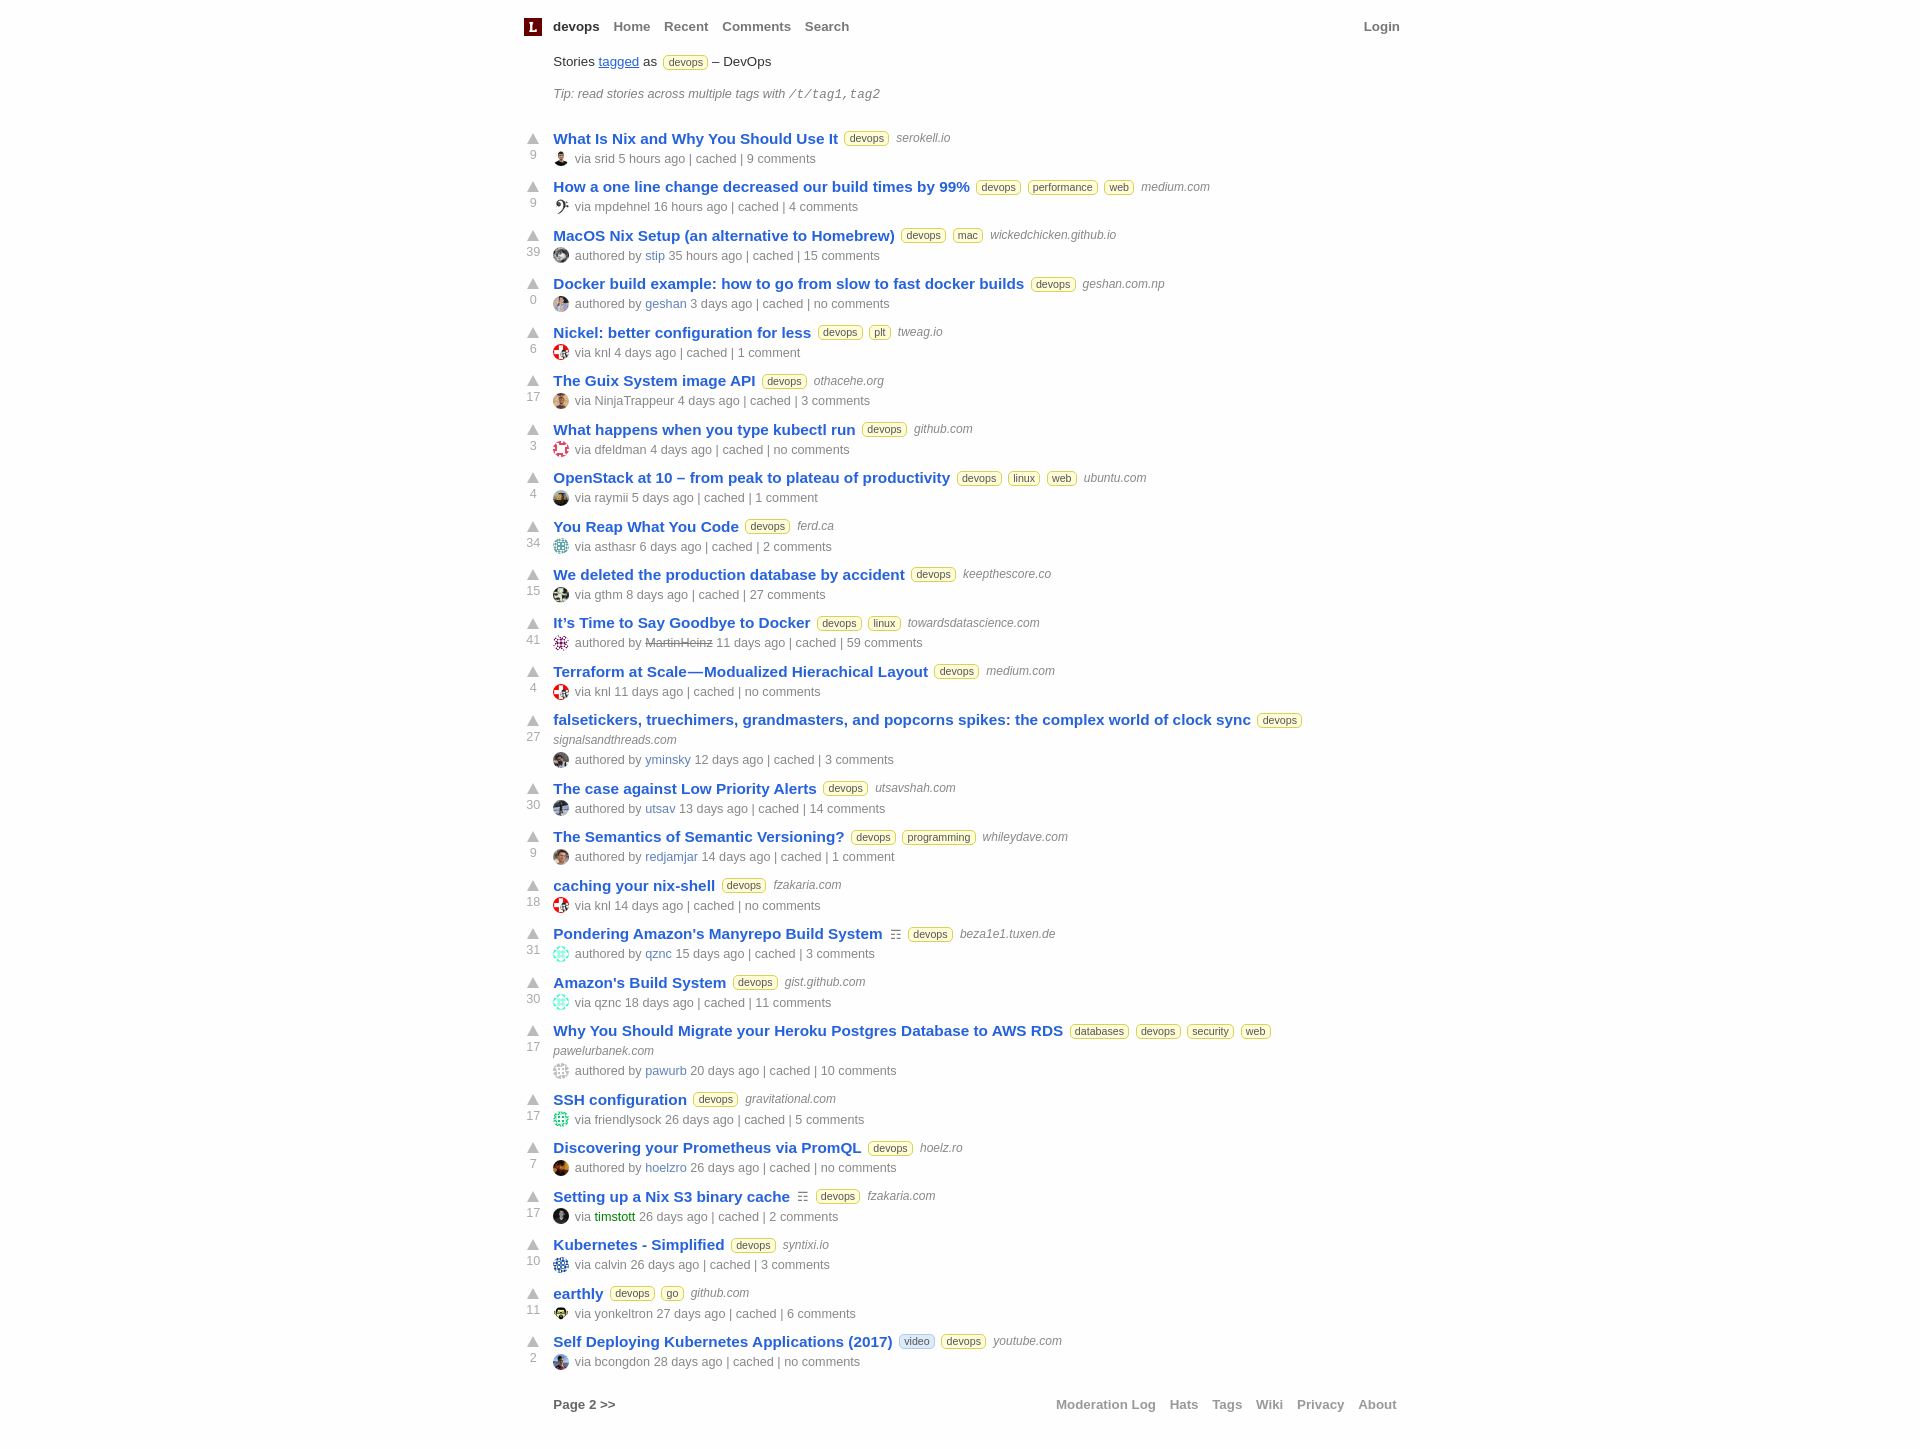 L devops Home Recent Comments Search Login
Stories tagged as devops – DevOps
Tip: read stories across multiple tags with /t/tag1,tag2
What Is Nix and Why You Should Use It devops serokell.io
9 via srid 5 hours ago | cached | 9 comments
How a one line change decreased our build times by 99% devops performance web medium.com
9 via mpdehnel 16 hours ago | cached | 4 comments
MacOS Nix Setup (an alternative to Homebrew) devops mac wickedchicken.github.io
39 authored by stip 35 hours ago | cached | 15 comments
Docker build example: how to go from slow to fast docker builds devops geshan.com.np
0 authored by geshan 3 days ago | cached | no comments
Nickel: better configuration for less devops plt tweag.io
6 via knl 4 days ago | cached | 1 comment
The Guix System image API devops othacehe.org
17 via NinjaTrappeur 4 days ago | cached | 3 comments
What happens when you type kubectl run devops github.com
3 via dfeldman 4 days ago | cached | no comments
OpenStack at 10 – from peak to plateau of productivity devops linux web ubuntu.com
4 via raymii 5 days ago | cached | 1 comment
You Reap What You Code devops ferd.ca
34 via asthasr 6 days ago | cached | 2 comments
We deleted the production database by accident devops keepthescore.co
15 via gthm 8 days ago | cached | 27 comments
It’s Time to Say Goodbye to Docker devops linux towardsdatascience.com
41 authored by MartinHeinz 11 days ago | cached | 59 comments
Terraform at Scale — Modualized Hierachical Layout devops medium.com
4 via knl 11 days ago | cached | no comments
falsetickers, truechimers, grandmasters, and popcorns spikes: the complex world of clock sync devops
27 signalsandthreads.com
authored by yminsky 12 days ago | cached | 3 comments
The case against Low Priority Alerts devops utsavshah.com
30 authored by utsav 13 days ago | cached | 14 comments
The Semantics of Semantic Versioning? devops programming whileydave.com
9 authored by redjamjar 14 days ago | cached | 1 comment
caching your nix-shell devops fzakaria.com
18 via knl 14 days ago | cached | no comments
Pondering Amazon's Manyrepo Build System ☶ devops beza1e1.tuxen.de
31 authored by qznc 15 days ago | cached | 3 comments
Amazon's Build System devops gist.github.com
30 via qznc 18 days ago | cached | 11 comments
Why You Should Migrate your Heroku Postgres Database to AWS RDS databases devops security web
17 pawelurbanek.com
authored by pawurb 20 days ago | cached | 10 comments
SSH configuration devops gravitational.com
17 via friendlysock 26 days ago | cached | 5 comments
Discovering your Prometheus via PromQL devops hoelz.ro
7 authored by hoelzro 26 days ago | cached | no comments
Setting up a Nix S3 binary cache ☶ devops fzakaria.com
17 via timstott 26 days ago | cached | 2 comments
Kubernetes - Simplified devops syntixi.io
10 via calvin 26 days ago | cached | 3 comments
earthly devops go github.com
11 via yonkeltron 27 days ago | cached | 6 comments
Self Deploying Kubernetes Applications (2017) video devops youtube.com
2 via bcongdon 28 days ago | cached | no comments
Page 2 >> Moderation Log Hats Tags Wiki Privacy About